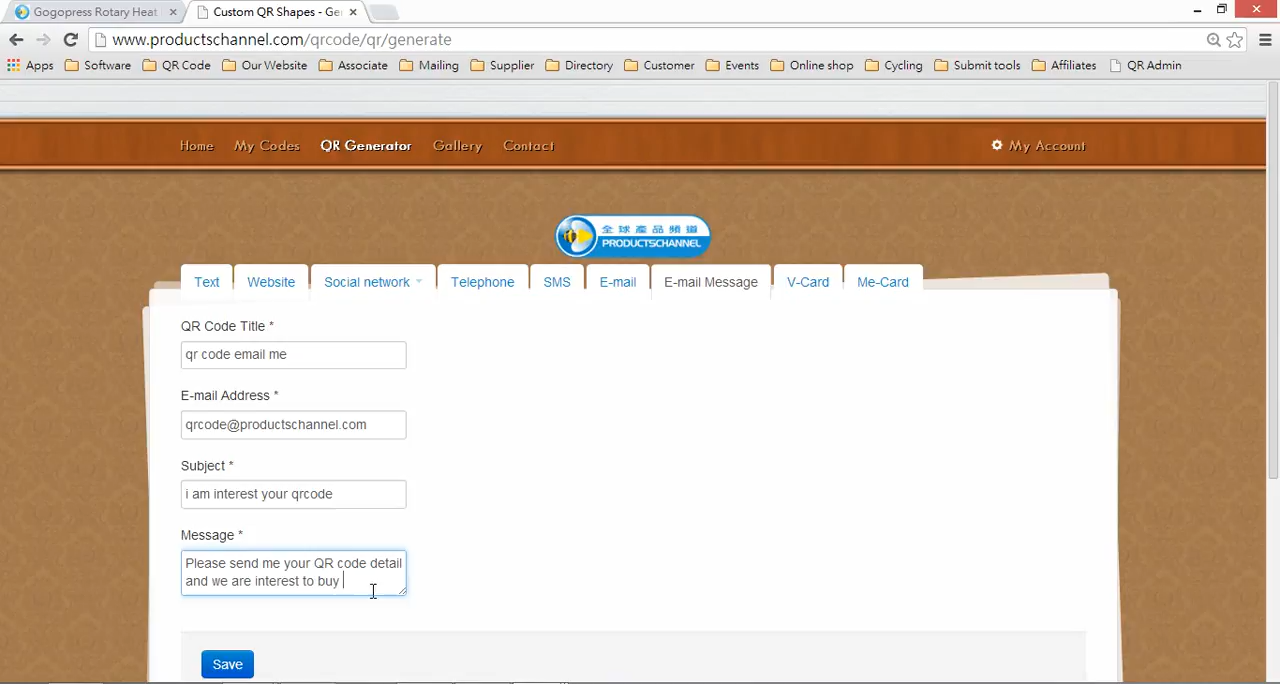 Gogopress Rotary Heat
Custom QR Shapes - Ge
www.productschannel.com/qrcode/qr/generate
Apps Software QR Code Our Website Associate Mailing Supplier Directory Customer Events Online shop Cycling Submit tools Affiliates QR Admin
Home My Codes QR Generator Gallery Contact My Account
全球產品頻道
PRODUCTSCHANNEL
Text Website Social network Telephone SMS E-mail E-mail Message V-Card Me-Card
QR Code Title *
qr code email me
E-mail Address *
qrcode@productschannel.com
Subject *
i am interest your qrcode
Message *
Please send me your QR code detail
and we are interest to buy
Save